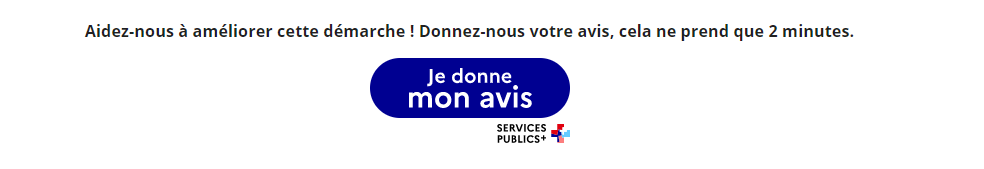 Aidez-nous à améliorer cette démarche ! Donnez-nous votre avis, cela ne prend que 2 minutes.
Je donne
mon avis
SERVICES
PUBLICS+